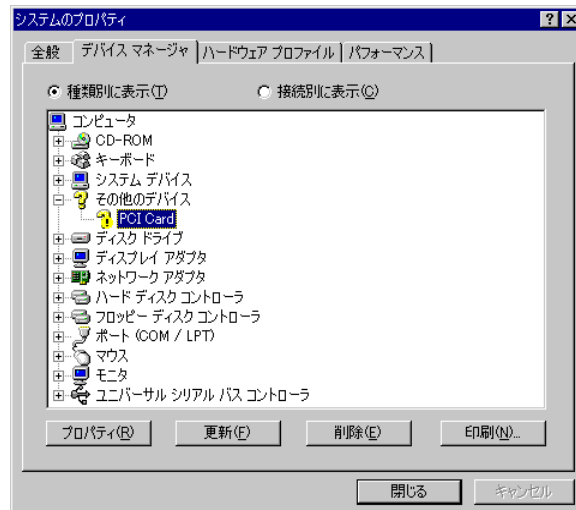 システムのプロパティ
全般 デバイス マネージャ ハードウェア プロファイル パフォーマンス
種類別に表示(T) 接続別に表示(C)
コンピュータ
CD-ROM
キーボード
システム デバイス
その他のデバイス
PCI Card
ディスク ドライブ
ディスプレイ アダプタ
ネットワーク アダプタ
ハード ディスク コントローラ
フロッピー ディスク コントローラ
ポート (COM / LPT)
マウス
モニタ
ユニバーサル シリアル バス コントローラ
プロパティ(R) 更新(F) 削除(E) 印刷(N)...
閉じる キャンセル